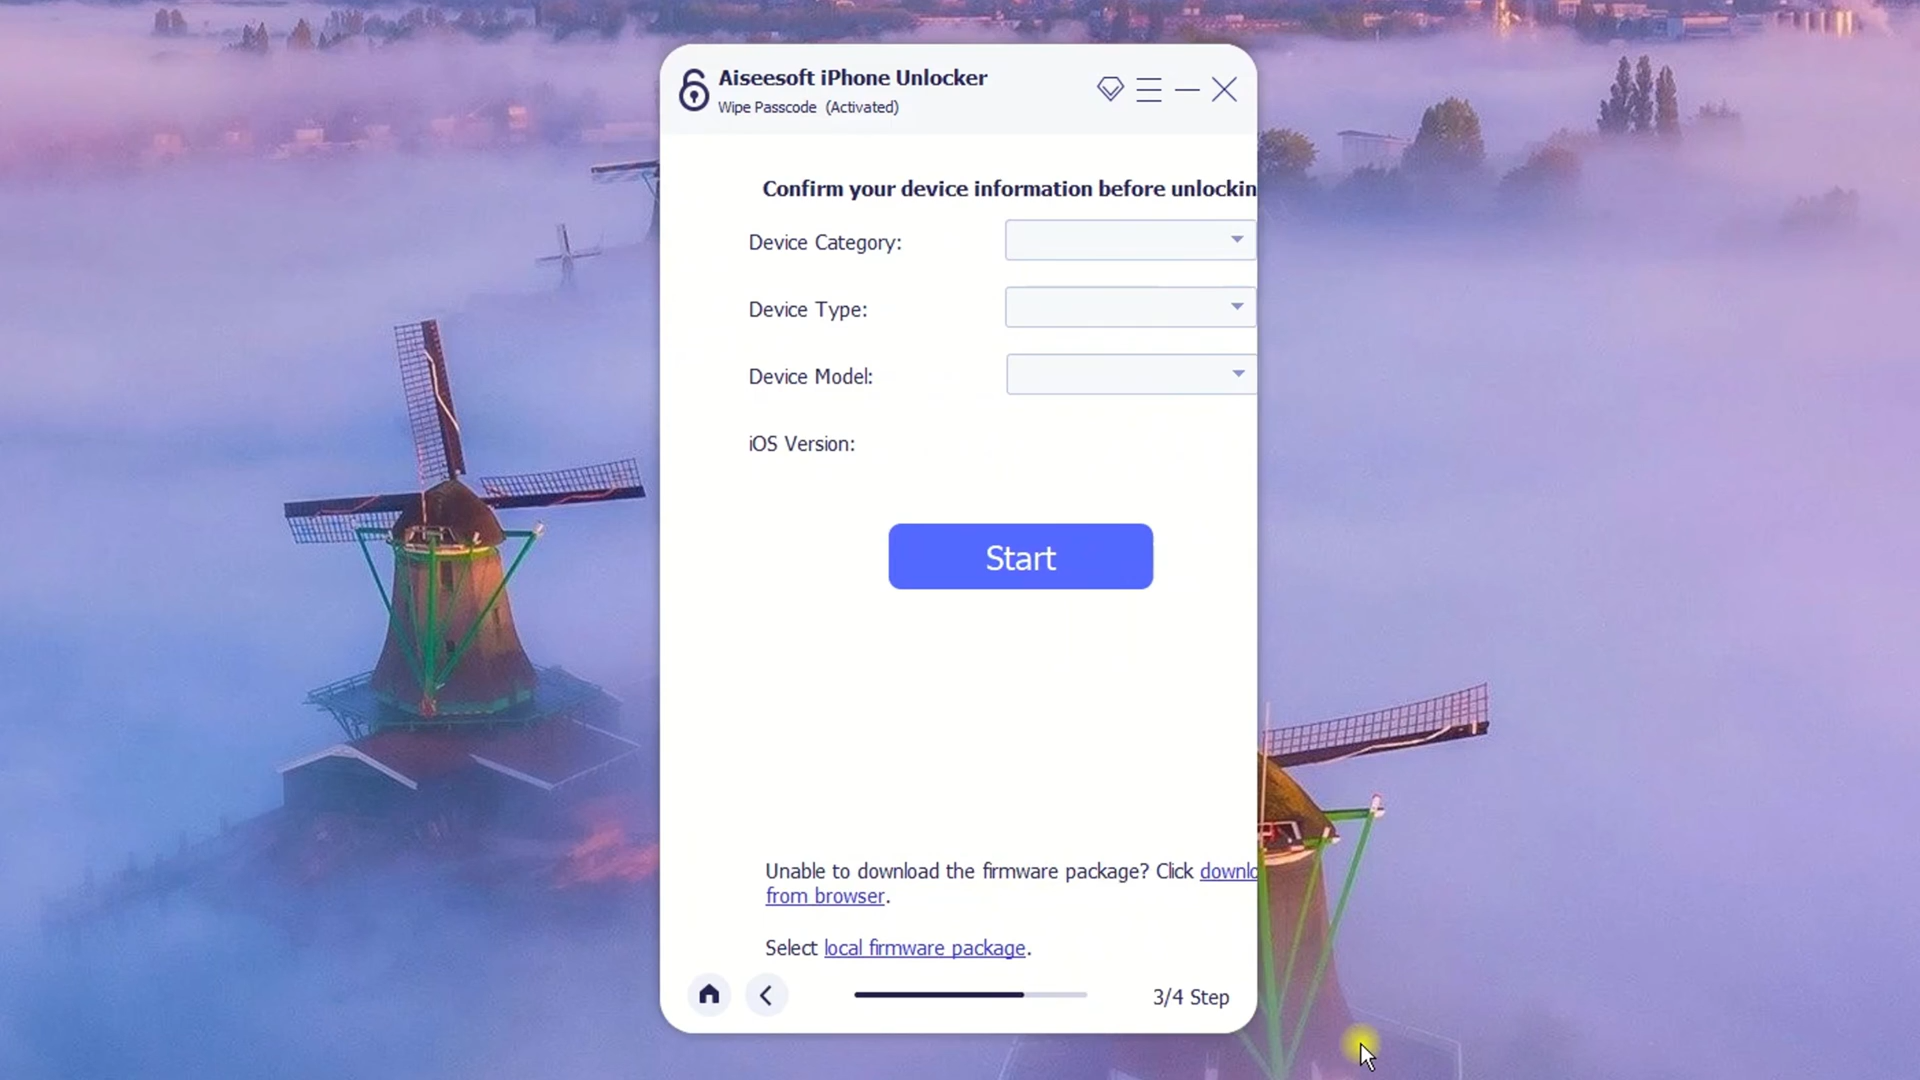 Aiseesoft iPhone Unlocker
Wipe Passcode (Activated)
Confirm your device information before unlockin
Device Category:
Device Type:
Device Model:
iOS Version:
Start
Unable to download the firmware package? Click downlo
from browser.
Select local firmware package.
3/4 Step